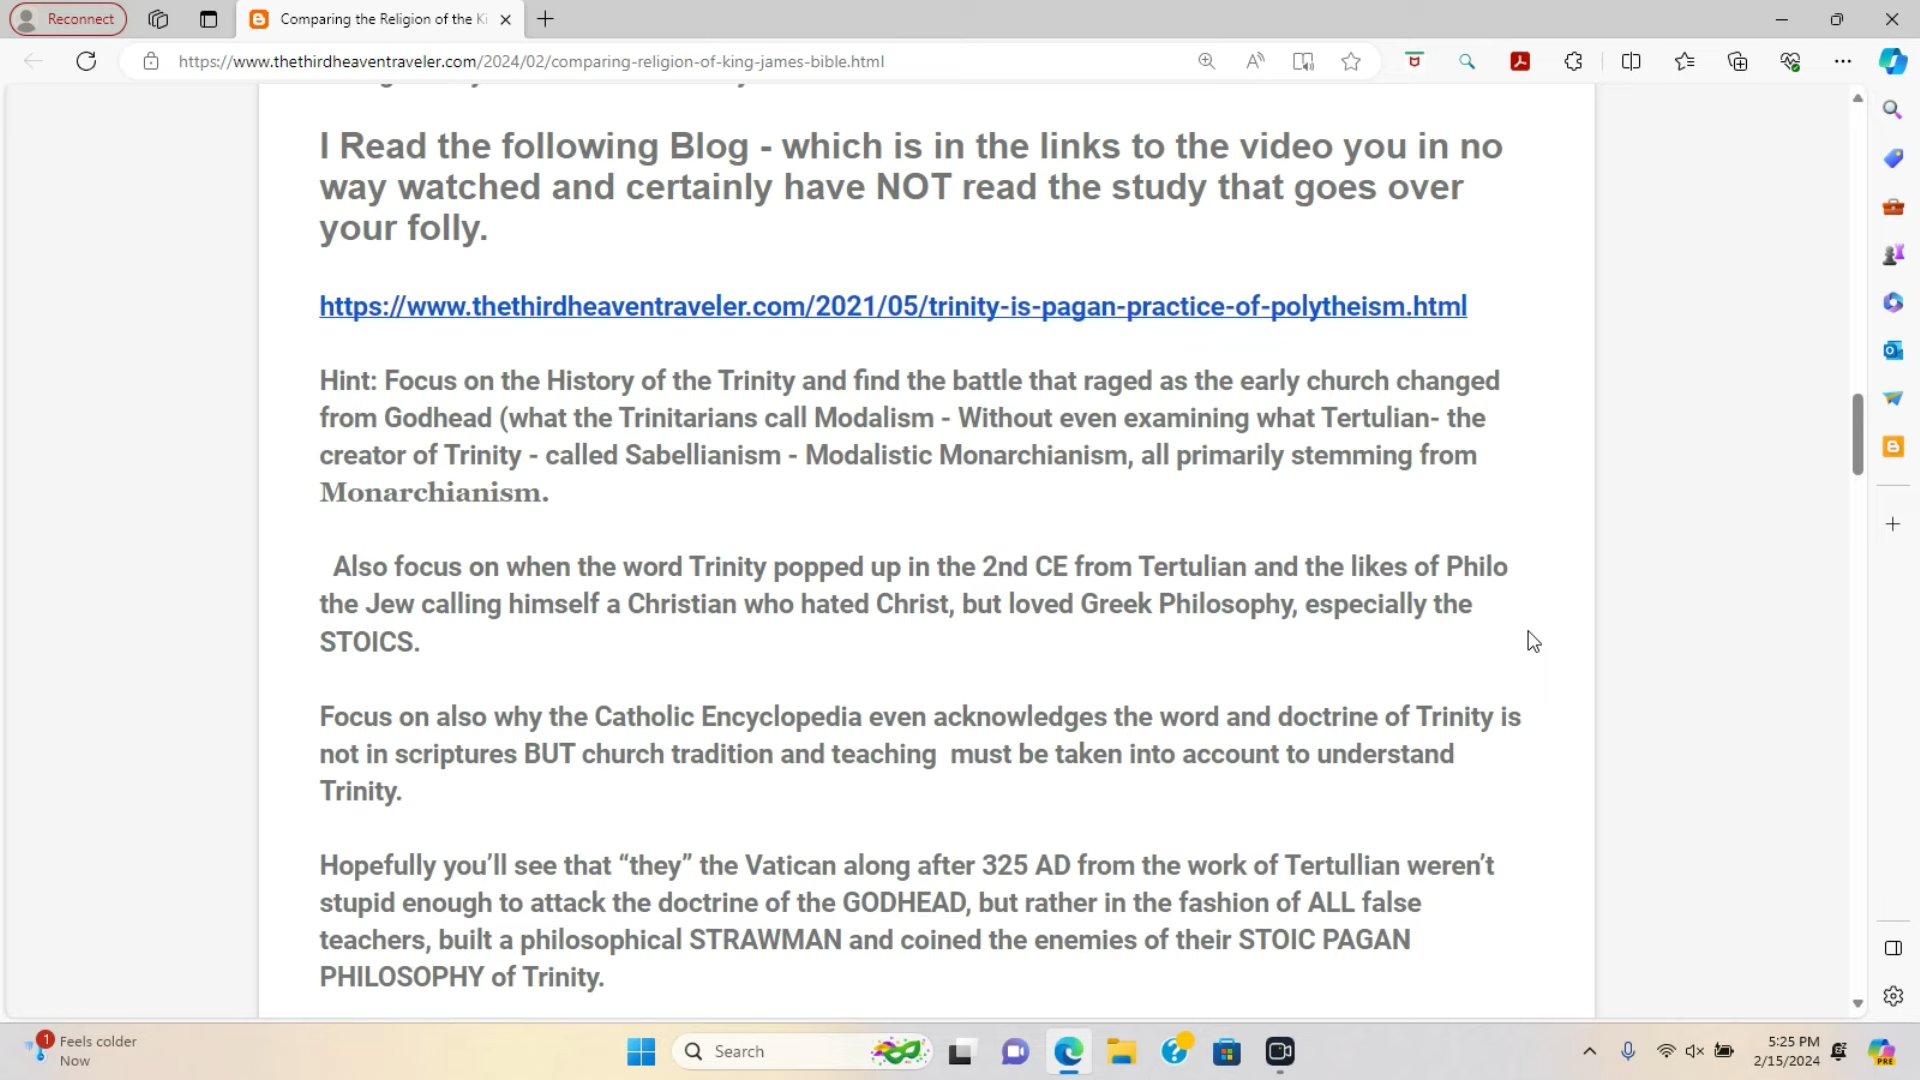 Reconnect
Comparing the Religion of the Ki
https://www.thethirdheaventraveler.com/2024/02/comparing-religion-of-king-james-bible.html
I Read the following Blog - which is in the links to the video you in no
way watched and certainly have NOT read the study that goes over
your folly.
https://www.thethirdheaventraveler.com/2021/05/trinity-is-pagan-practice-of-polytheism.html
Hint: Focus on the History of the Trinity and find the battle that raged as the early church changed
from Godhead (what the Trinitarians call Modalism - Without even examining what Tertulian- the
creator of Trinity - called Sabellianism - Modalistic Monarchianism, all primarily stemming from
Monarchianism.
Also focus on when the word Trinity popped up in the 2nd CE from Tertulian and the likes of Philo
the Jew calling himself a Christian who hated Christ, but loved Greek Philosophy, especially the
STOICS.
Focus on also why the Catholic Encyclopedia even acknowledges the word and doctrine of Trinity is
not in scriptures BUT church tradition and teaching  must be taken into account to understand
Trinity.
Hopefully you’ll see that “they” the Vatican along after 325 AD from the work of Tertullian weren’t
stupid enough to attack the doctrine of the GODHEAD, but rather in the fashion of ALL false
teachers, built a philosophical STRAWMAN and coined the enemies of their STOIC PAGAN
PHILOSOPHY of Trinity.
1
Feels colder
Now
Search
5:25 PM
2/15/2024
PRE